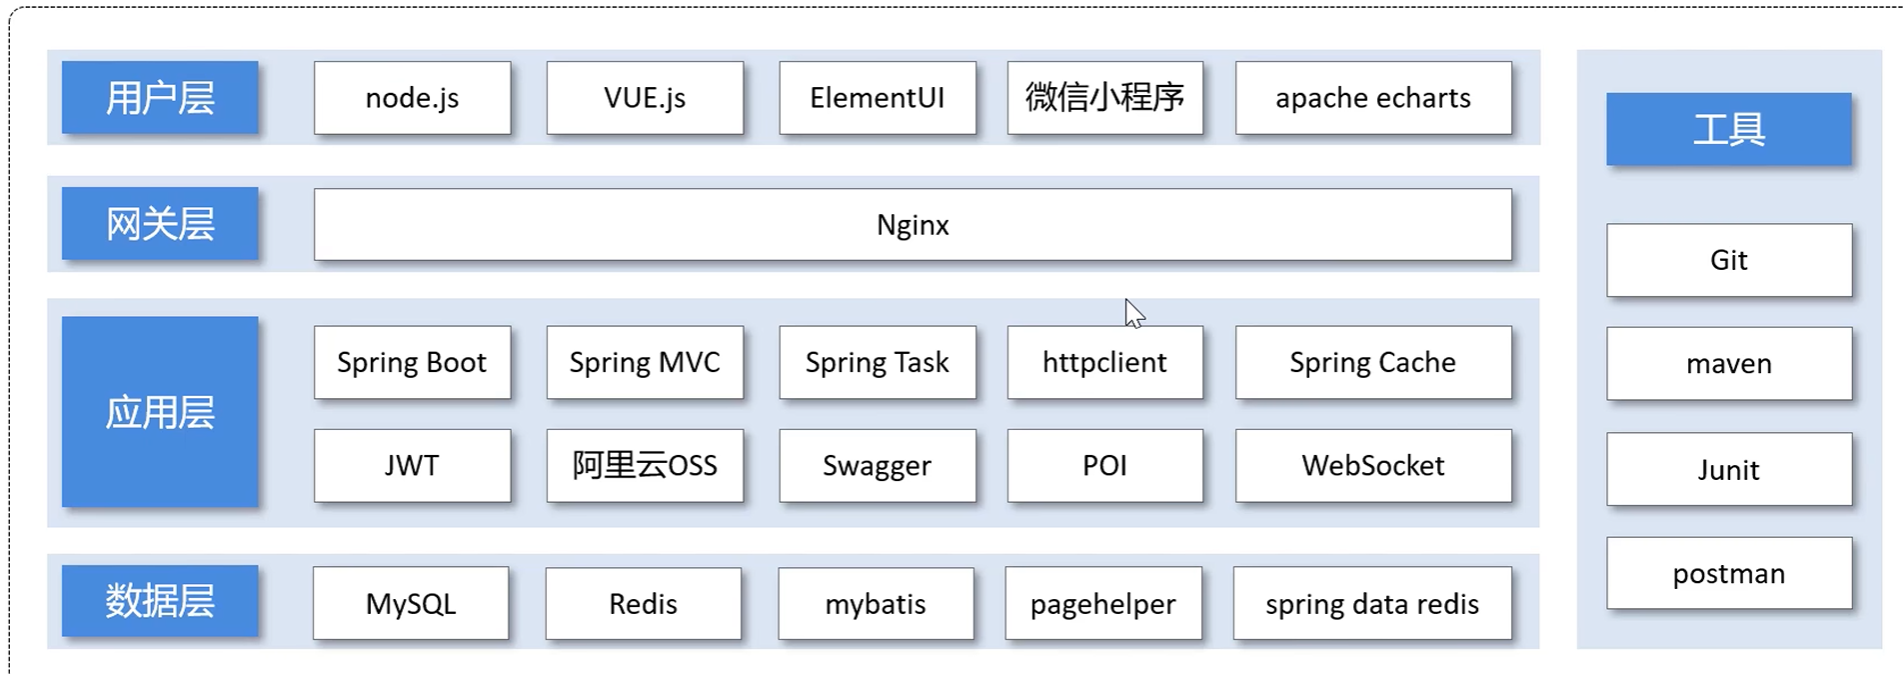 用户层
node.js
VUE.js
ElementUI
微信小程序
apache echarts
网关层
Nginx
应用层
Spring Boot
Spring MVC
Spring Task
httpclient
Spring Cache
JWT
阿里云OSS
Swagger
POI
WebSocket
数据层
MySQL
Redis
mybatis
pagehelper
spring data redis
工具
Git
maven
Junit
postman